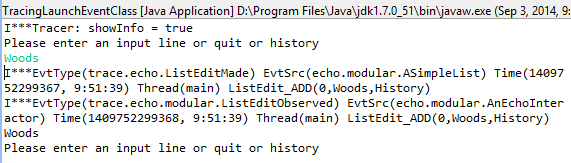 TracingLaunchEventClass [Java Application] D:\Program Files\Java\jdk1.7.0_51\bin\javaw.exe (Sep 3, 2014, 9:
I***Tracer: showInfo = true
Please enter an input line or quit or history
Woods
I***EvtType(trace.echo.ListEditMade) EvtSrc(echo.modular.ASimpleList) Time(14097
52299367, 9:51:39) Thread(main) ListEdit_ADD(0,Woods,History)
I***EvtType(trace.echo.modular.ListEditObserved) EvtSrc(echo.modular.AnEchoInter
actor) Time(1409752299368, 9:51:39) Thread(main) ListEdit_ADD(0,Woods,History)
Woods
Please enter an input line or quit or history